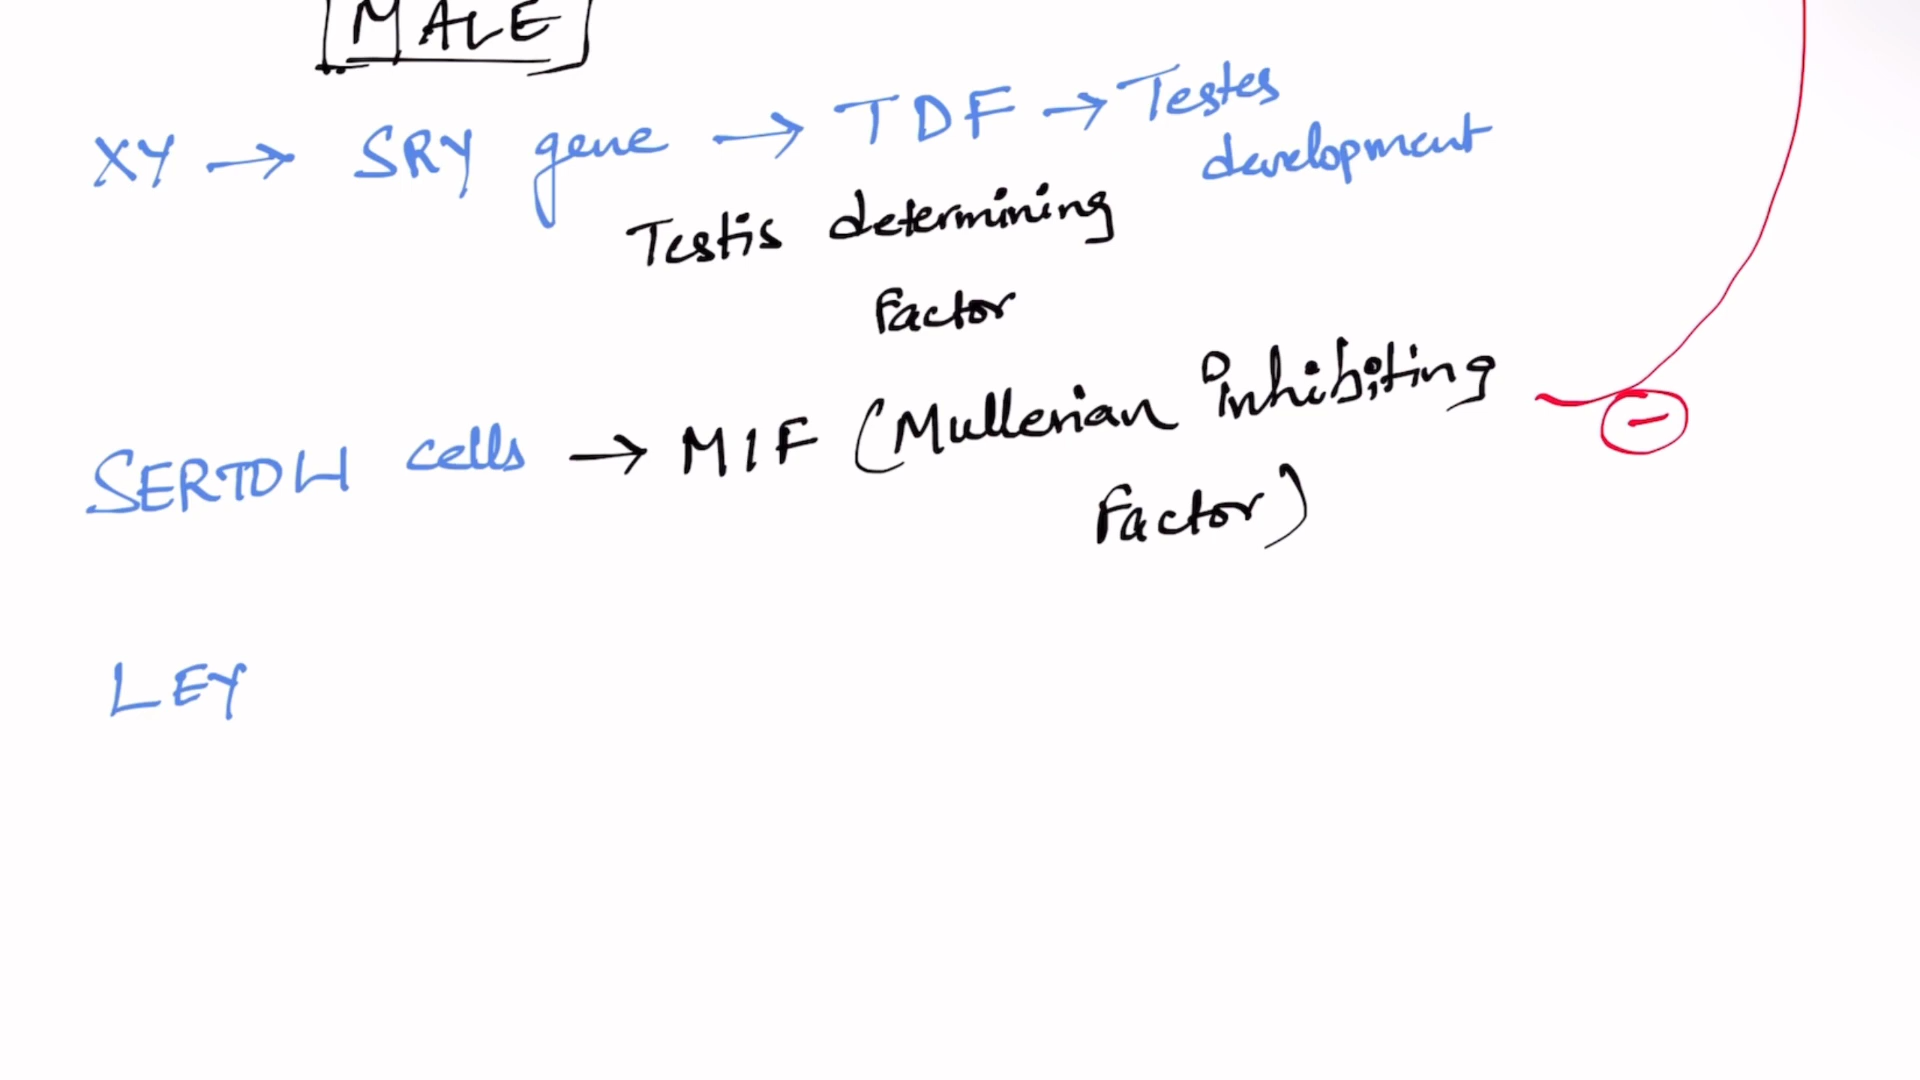 MALE
XY → SRY gene → TDF → Testes
development
Testis determining
Factor
SERTOLI cells → MIF (Mullerian Inhibiting
Factor)
LEY